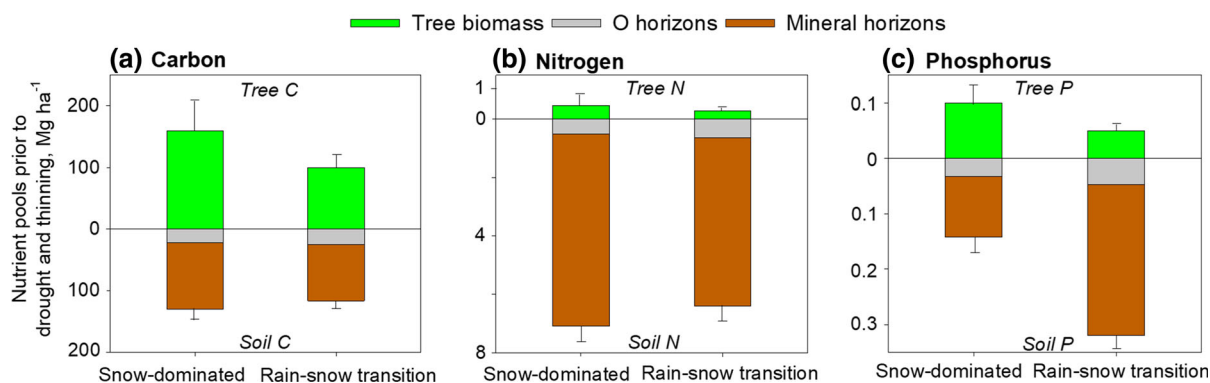 Tree biomass O horizons Mineral horizons
(a) Carbon
(b) Nitrogen
(c) Phosphorus
Nutrient pools prior to
drought and thinning, Mg ha⁻¹
Tree C
200
100
0
100
200
Soil C
Snow-dominated Rain-snow transition
Tree N
1
0
4
8
Soil N
Snow-dominated Rain-snow transition
Tree P
0.1
0
0.1
0.2
0.3
Soil P
Snow-dominated Rain-snow transition